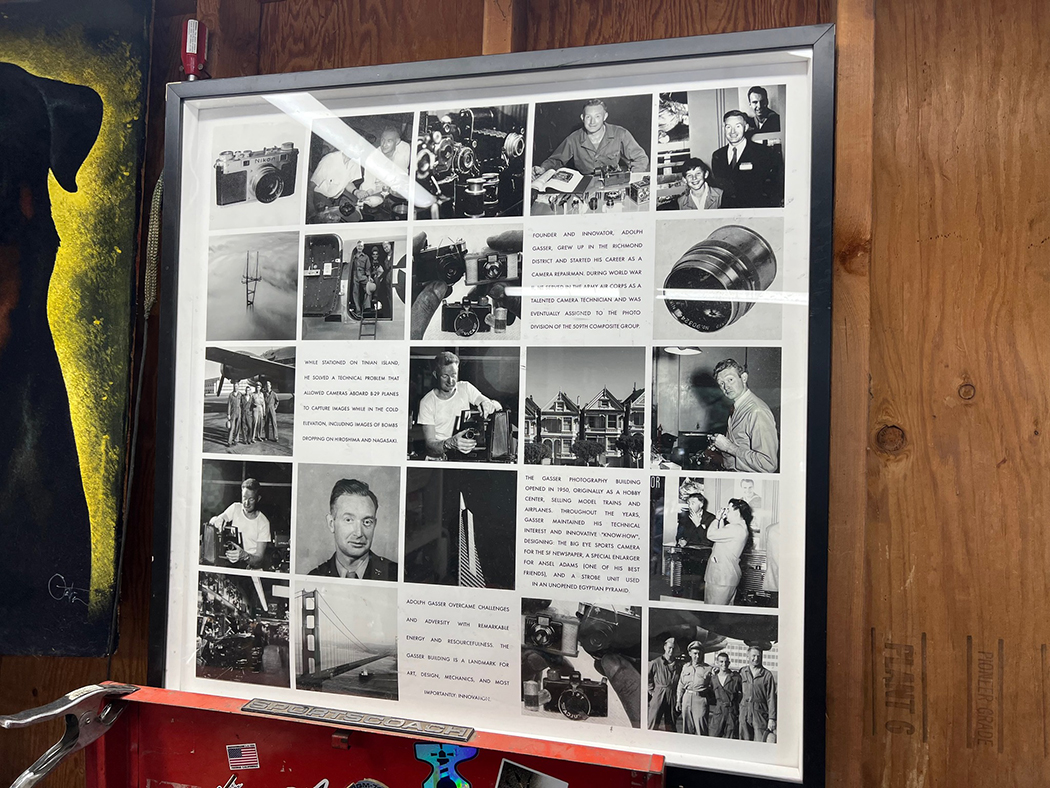 NIKON
FOUNDER AND INNOVATOR, ADOLPH
GASSER, GREW UP IN THE RICHMOND
DISTRICT AND STARTED HIS CAREER AS A
CAMERA REPAIRMAN. DURING WORLD WAR
SERVED IN THE ARMY AIR CORPS AS A
TALENTED CAMERA TECHNICIAN AND WAS
EVENTUALLY ASSIGNED TO THE PHOTO
DIVISION OF THE 509TH COMPOSITE GROUP.
WHILE STATIONED ON TINIAN ISLAND,
HE SOLVED A TECHNICAL PROBLEM THAT
ALLOWED CAMERAS ABOARD B-29 PLANES
TO CAPTURE IMAGES WHILE IN THE COLD
ELEVATION, INCLUDING IMAGES OF BOMBS
DROPPING ON HIROSHIMA AND NAGASAKI.
THE GASSER PHOTOGRAPHY BUILDING
OPENED IN 1950, ORIGINALLY AS A HOBBY
CENTER, SELLING MODEL TRAINS AND
AIRPLANES. THROUGHOUT THE YEARS,
GASSER MAINTAINED HIS TECHNICAL
INTEREST AND INNOVATIVE "KNOW-HOW",
DESIGNING: THE BIG EYE SPORTS CAMERA
FOR THE SF NEWSPAPER, A SPECIAL ENLARGER
FOR ANSEL ADAMS (ONE OF HIS BEST
FRIENDS), AND A STROBE UNIT USED
IN AN UNOPENED EGYPTIAN PYRAMID.
OR
ADOLPH GASSER OVERCAME CHALLENGES
AND ADVERSITY WITH REMARKABLE
ENERGY AND RESOURCEFULNESS. THE
GASSER BUILDING IS A LANDMARK FOR
ART, DESIGN, MECHANICS, AND MOST
IMPORTANTLY: INNOVATION.
SPORTSCOACH